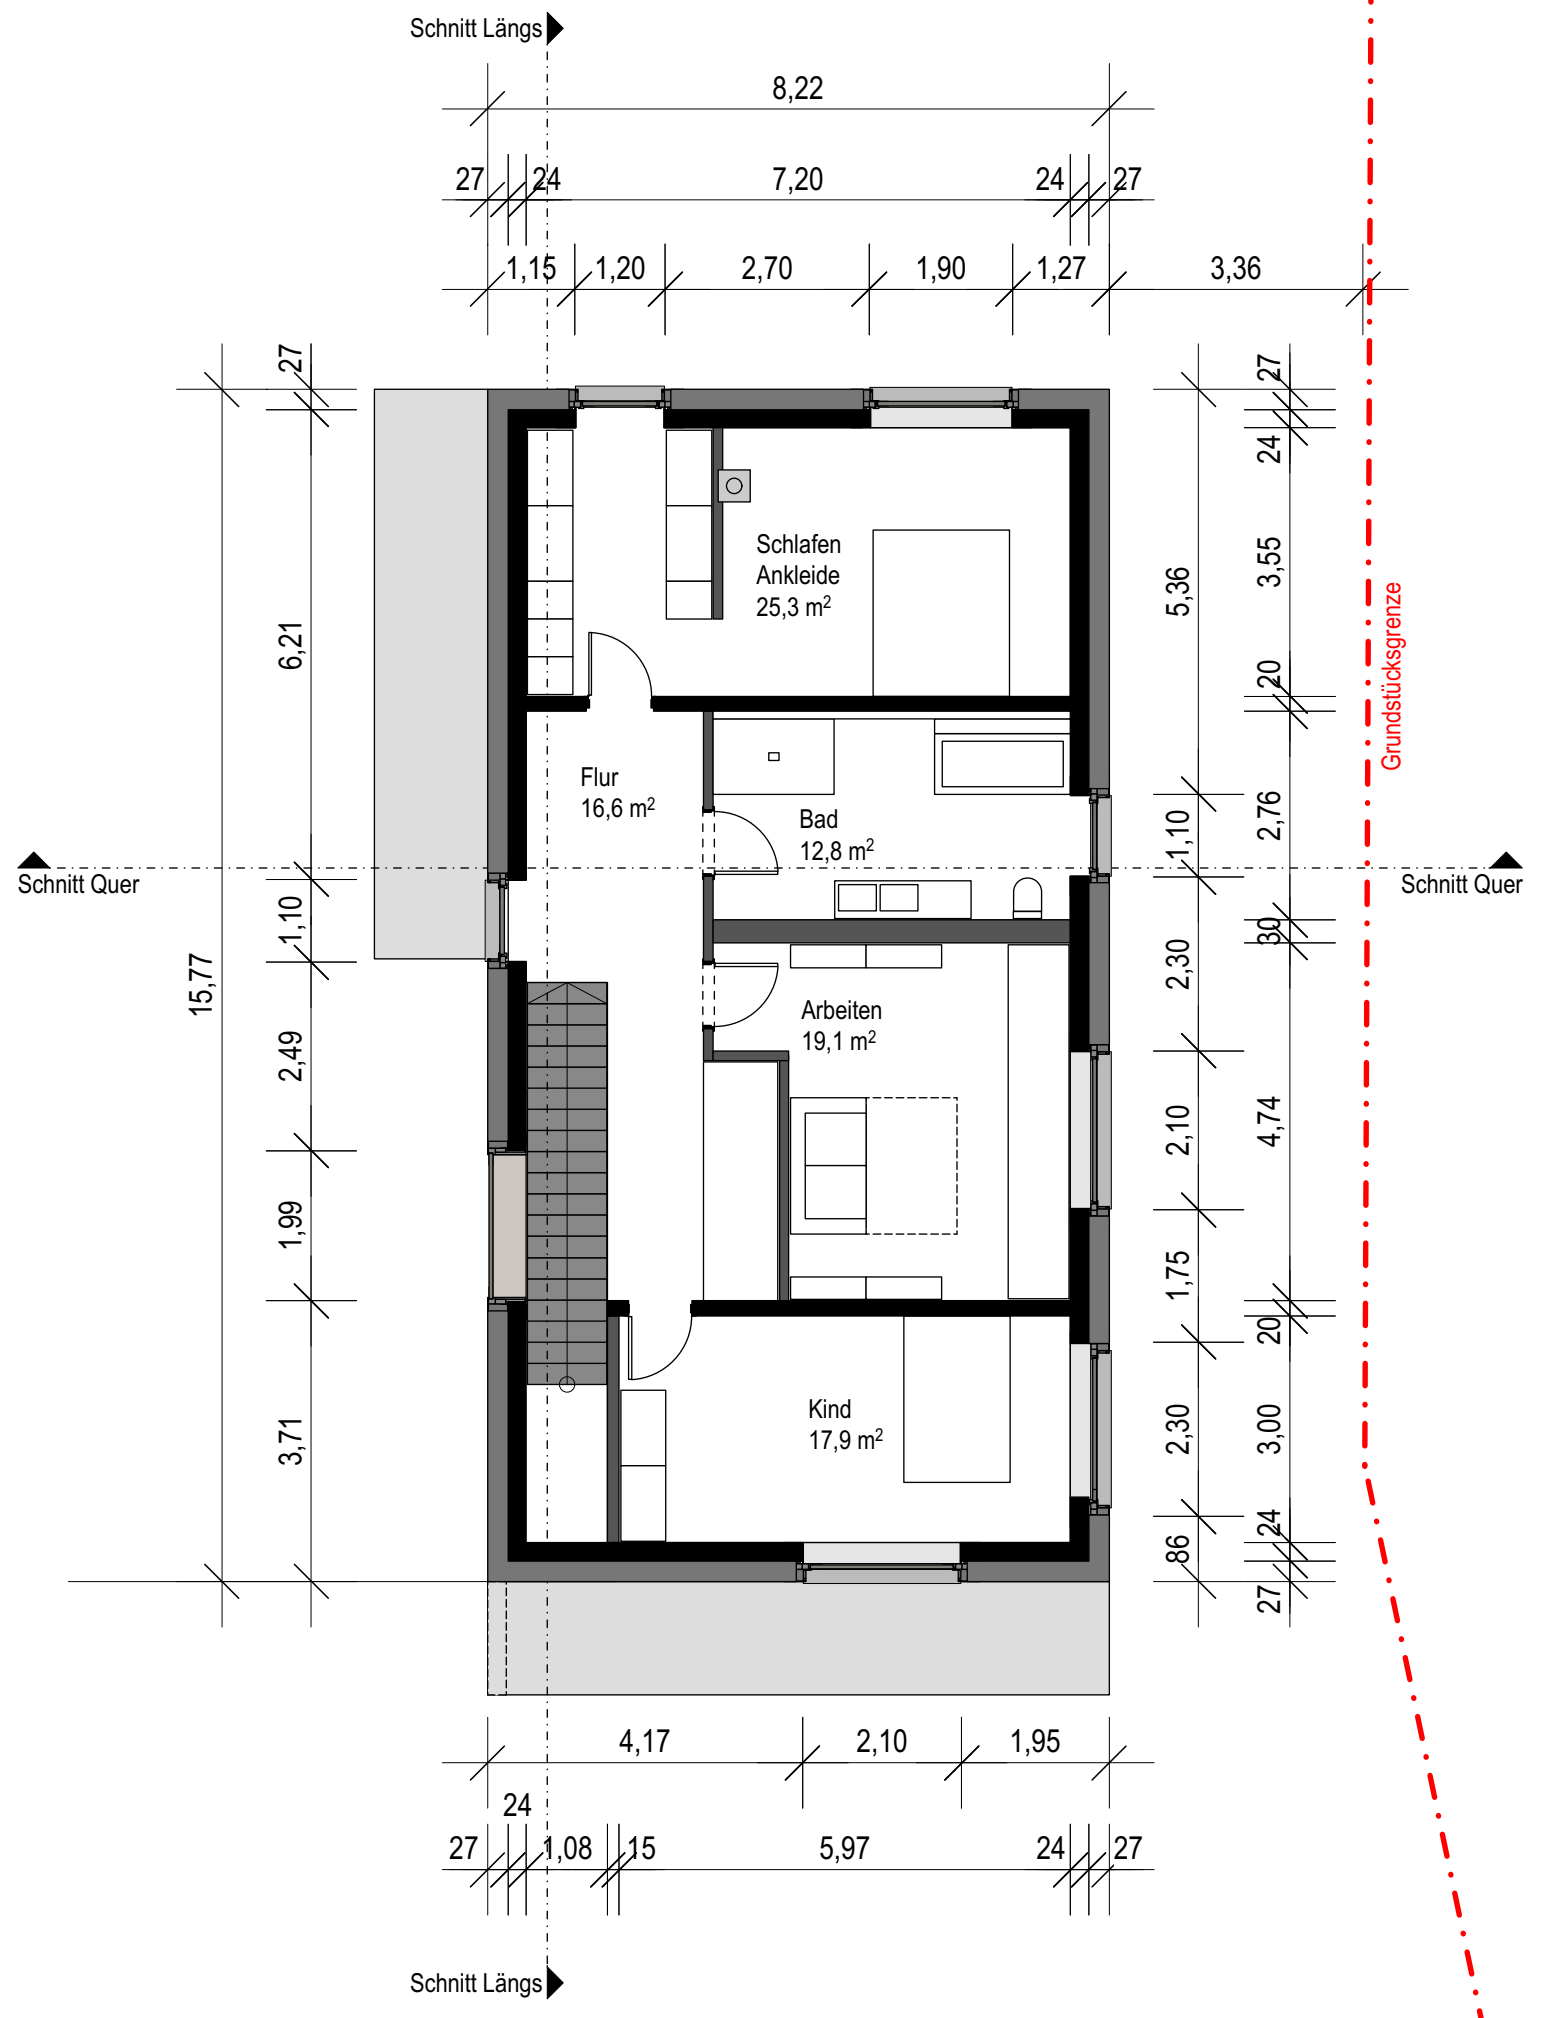 Schnitt Längs
8,22
27 24 7,20 24 27
1,15 1,20 2,70 1,90 1,27 3,36
27
6,21
1,10
2,49
1,99
3,71
15,77
Schlafen
Ankleide
25,3 m²
Flur
16,6 m²
Bad
12,8 m²
Arbeiten
19,1 m²
Kind
17,9 m²
5,36
1,10
2,30
2,10
1,75
2,30
86
27
24
3,55
20
2,76
30
4,74
20
3,00
24
27
Grundstücksgrenze
Schnitt Quer
Schnitt Quer
4,17 2,10 1,95
24
27 1,08 15 5,97 24 27
Schnitt Längs